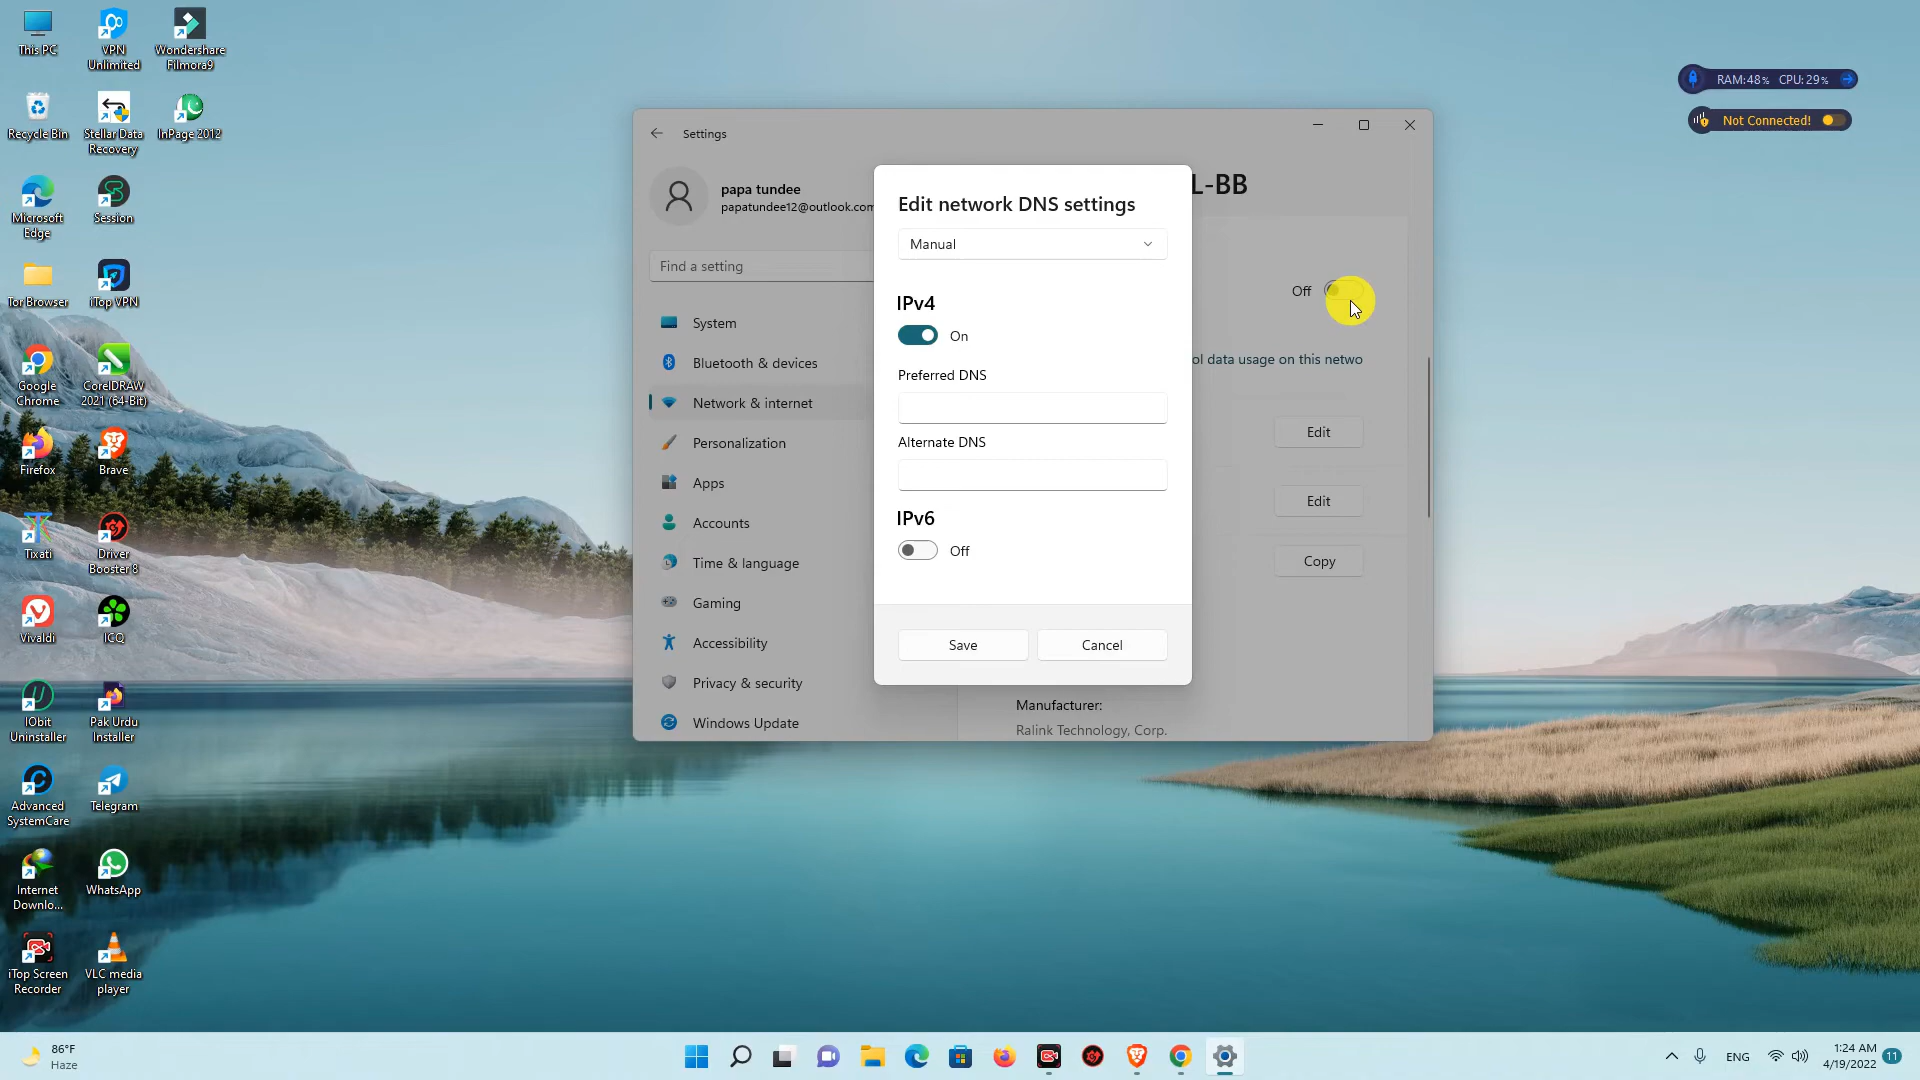 This PC
VPN
Unlimited
Wondershare
Filmora9
Recycle Bin
Stellar Data
Recovery
InPage 2012
Microsoft
Edge
Session
Tor Browser
iTop VPN
Google
Chrome
CorelDRAW
2021 (64-Bit)
Firefox
Brave
Tixati
Driver
Booster 8
Vivaldi
ICQ
IObit
Uninstaller
Pak Urdu
Installer
Advanced
SystemCare
Telegram
Internet
Downlo...
WhatsApp
iTop Screen
Recorder
VLC media
player
RAM:48% CPU:29%
Not Connected!
Settings
papa tundee
papatundee12@outlook.com
Find a setting
System
Bluetooth & devices
Network & internet
Personalization
Apps
Accounts
Time & language
Gaming
Accessibility
Privacy & security
Windows Update
L-BB
Off
ol data usage on this netwo
Edit
Edit
Copy
Manufacturer:
Ralink Technology, Corp.
Edit network DNS settings
Manual
IPv4
On
Preferred DNS
Alternate DNS
IPv6
Off
Save
Cancel
86°F
Haze
ENG
1:24 AM
4/19/2022
11